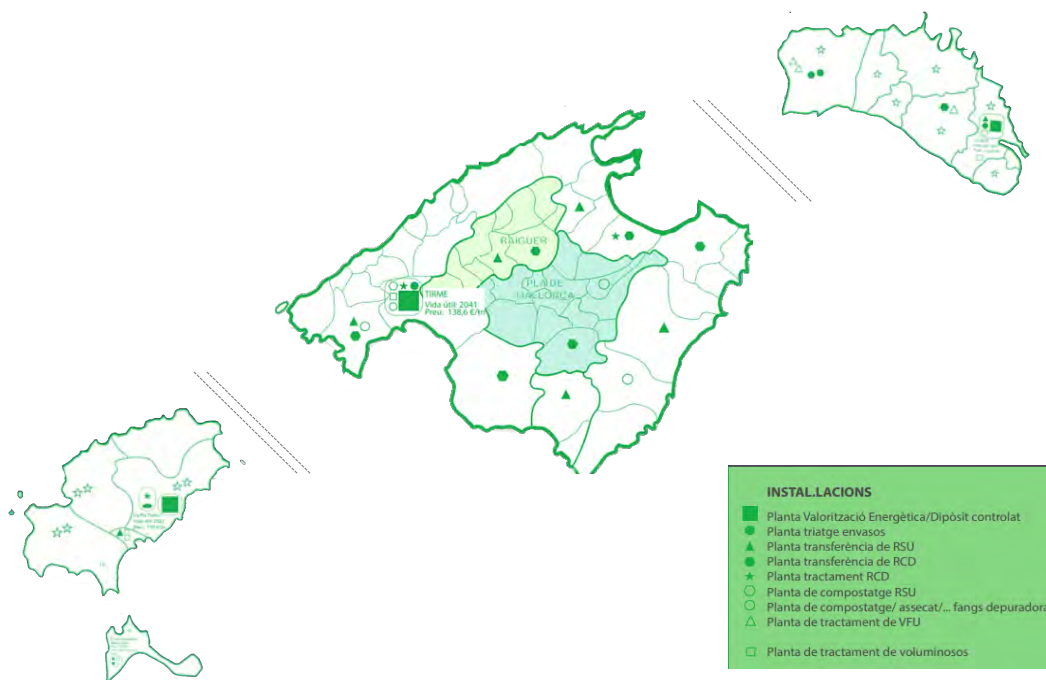 RAIGUER
PLA DE
MALLORCA
TIRME
Vida útil: 2041
Preu: 138,6 €/tn
INSTAL.LACIONS
Planta Valorització Energètica/Dipòsit controlat
Planta triatge envasos
Planta transferència de RSU
Planta transferència de RCD
Planta tractament RCD
Planta de compostatge RSU
Planta de compostatge/ assecat/... fangs depuradora
Planta de tractament de VFU
Planta de tractament de voluminosos